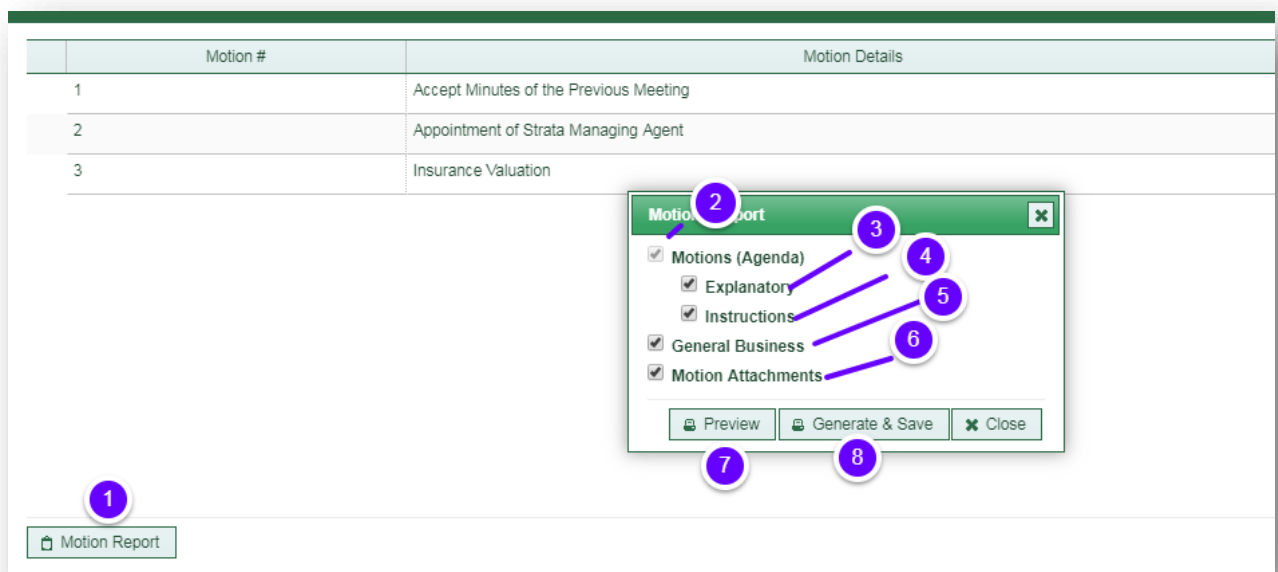 Motion # Motion Details
1 Accept Minutes of the Previous Meeting
2 Appointment of Strata Managing Agent
3 Insurance Valuation
2
Motion port
3
Motions (Agenda)
4
Explanatory
5
Instructions
General Business
6
Motion Attachments
Preview Generate & Save Close
7 8
1
Motion Report